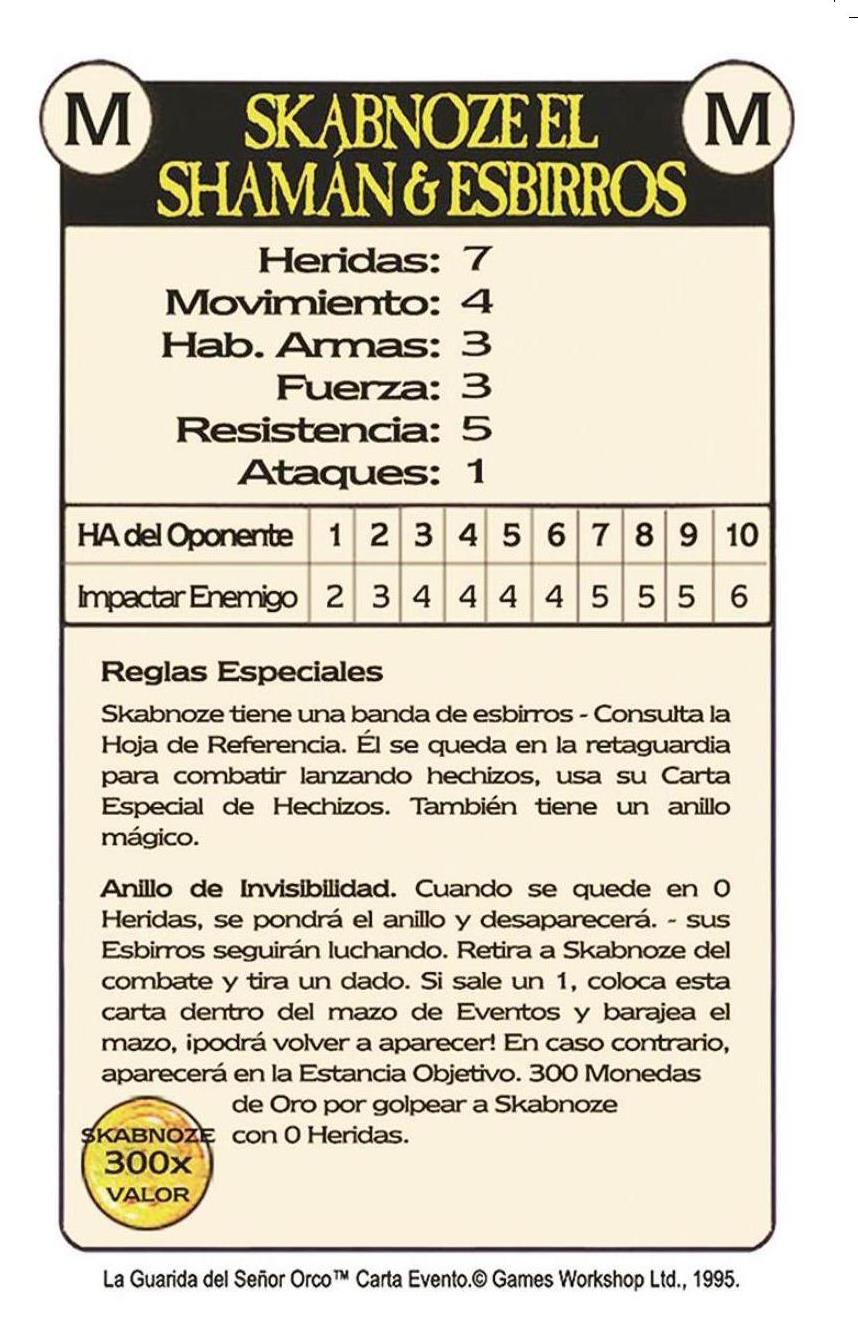 M
SKABNOZE EL
M
SHAMÁN & ESBIRROS
Heridas: 7
Movimiento: 4
Hab. Armas: 3
Fuerza: 3
Resistencia: 5
Ataques: 1
HA del Oponente 1 2 3 4 5 6 7 8 9 10
Impactar Enemigo 2 3 4 4 4 4 5 5 5 6
Reglas Especiales
Skabnoze tiene una banda de esbirros - Consulta la
Hoja de Referencia. Él se queda en la retaguardia
para combatir lanzando hechizos, usa su Carta
Especial de Hechizos. También tiene un anillo
mágico.
Anillo de Invisibilidad. Cuando se quede en 0
Heridas, se pondrá el anillo y desaparecerá. - sus
Esbirros seguirán luchando. Retira a Skabnoze del
combate y tira un dado. Si sale un 1, coloca esta
carta dentro del mazo de Eventos y barajea el
mazo, ¡podrá volver a aparecer! En caso contrario,
aparecerá en la Estancia Objetivo. 300 Monedas
de Oro por golpear a Skabnoze
con 0 Heridas.
SKABNOZE
300x
VALOR
La Guarida del Señor Orco™ Carta Evento.© Games Workshop Ltd., 1995.